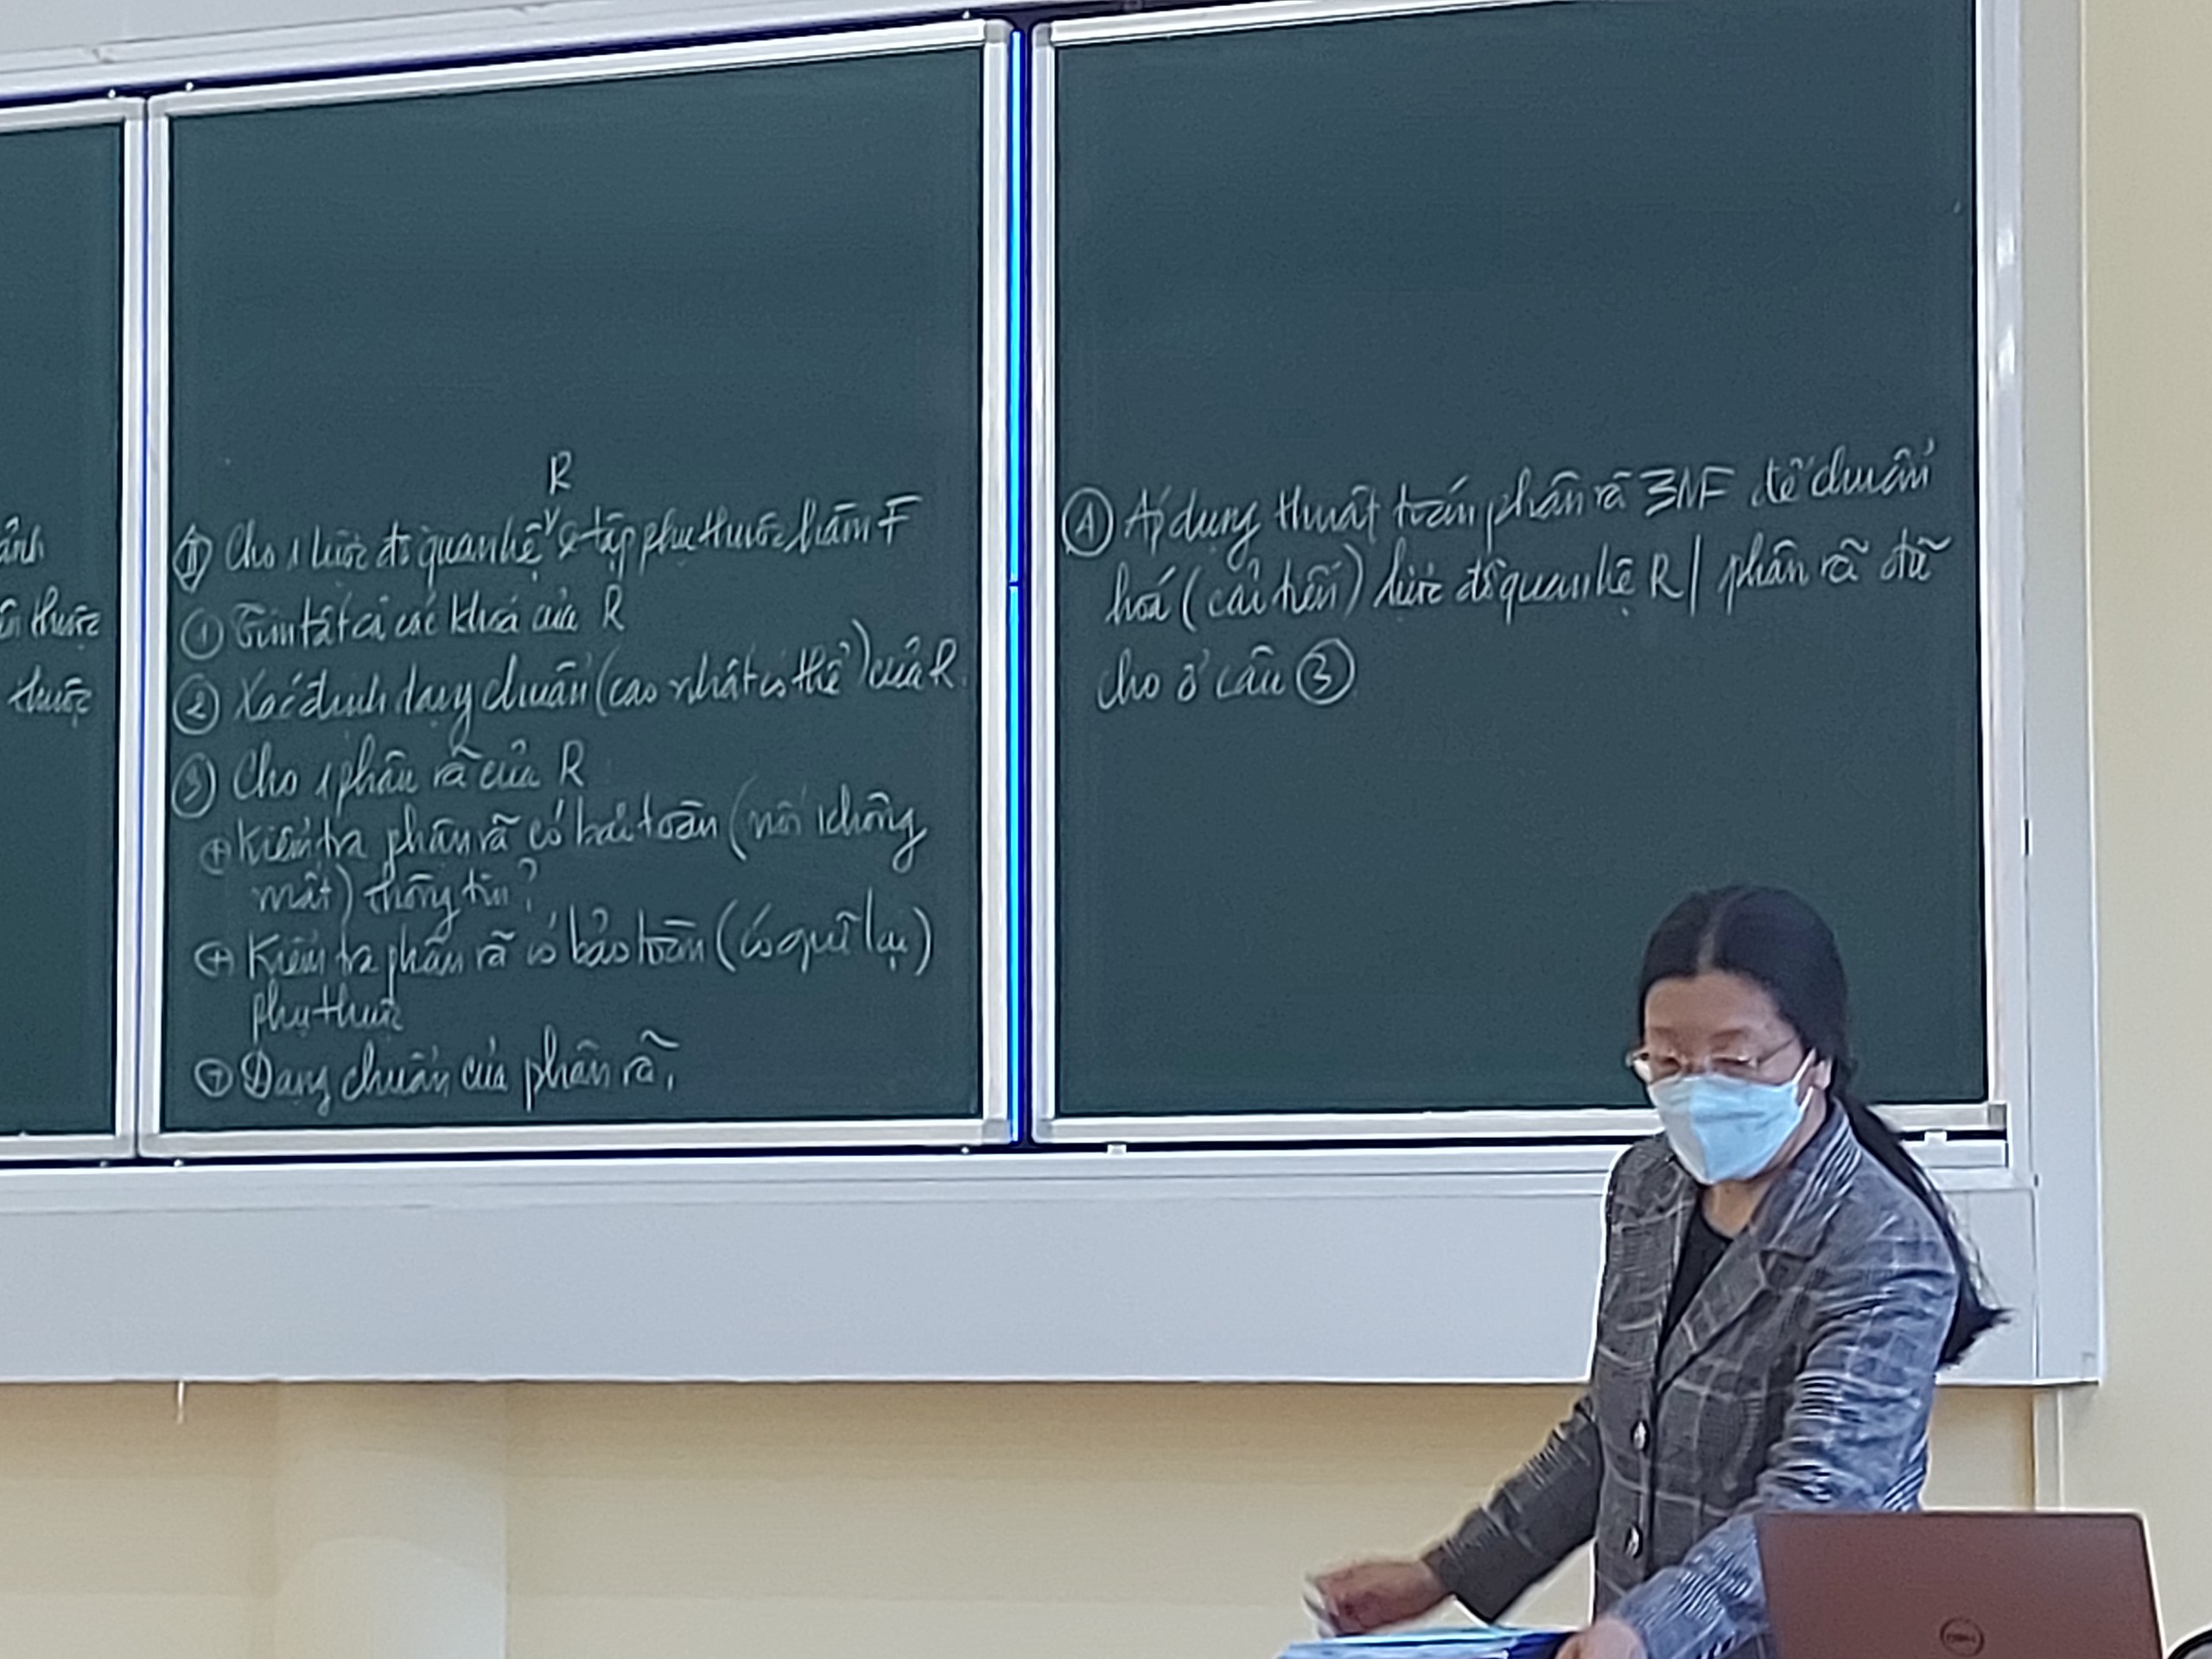 ảnh
thuộc
thuộc
R
Ⅱ Cho 1 lược đồ quan hệ v & tập phụ thuộc hàm F
① Tìm tất cả các khoá của R
② Xác định dạng chuẩn (cao nhất có thể) của R.
③ Cho 1 phân rã của R
+ Kiểm tra phân rã có bảo toàn (nối không
mất) thông tin?
+ Kiểm tra phân rã có bảo toàn (có quĩ lại)
phụ thuộc
+ Dạng chuẩn của phân rã.
④ Áp dụng thuật toán phân rã 3NF để chuẩn
hoá (cải tiến) lược đồ quan hệ R / phân rã đã
cho ở câu ③
DELL